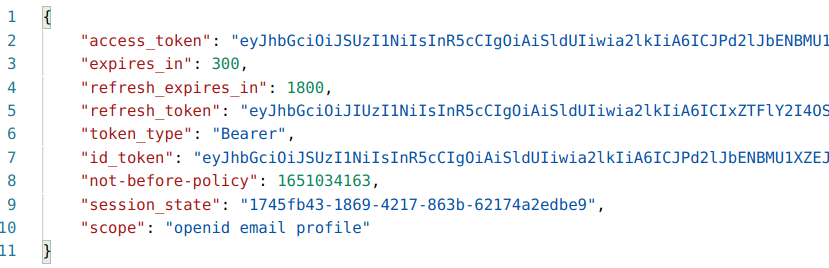 1 {
2 "access_token": "eyJhbGciOiJSUzI1NiIsInR5cCIgOiAiSldUIiwia2lkIiA6ICJPd2lJbENBMU1
3 "expires_in": 300,
4 "refresh_expires_in": 1800,
5 "refresh_token": "eyJhbGciOiJIUzI1NiIsInR5cCIgOiAiSldUIiwia2lkIiA6ICIxZTFlY2I4OS
6 "token_type": "Bearer",
7 "id_token": "eyJhbGciOiJSUzI1NiIsInR5cCIgOiAiSldUIiwia2lkIiA6ICJPd2lJbENBMU1XZEJ
8 "not-before-policy": 1651034163,
9 "session_state": "1745fb43-1869-4217-863b-62174a2edbe9",
10 "scope": "openid email profile"
11 }